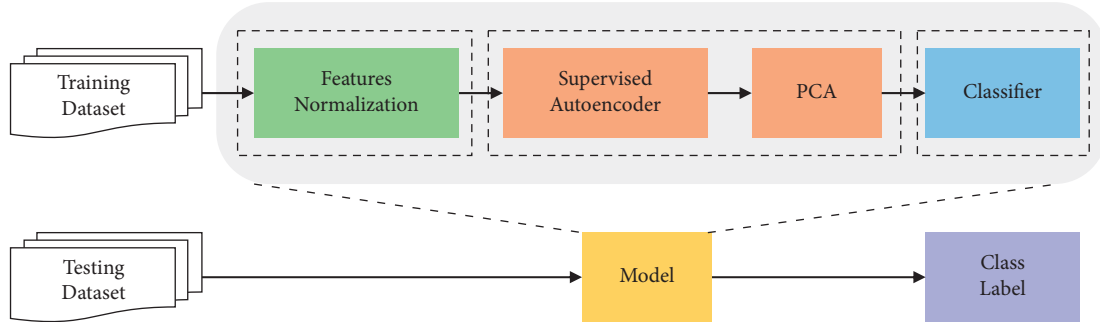 Training
Dataset
Features
Normalization
Supervised
Autoencoder
PCA
Classifier
Testing
Dataset
Model
Class
Label